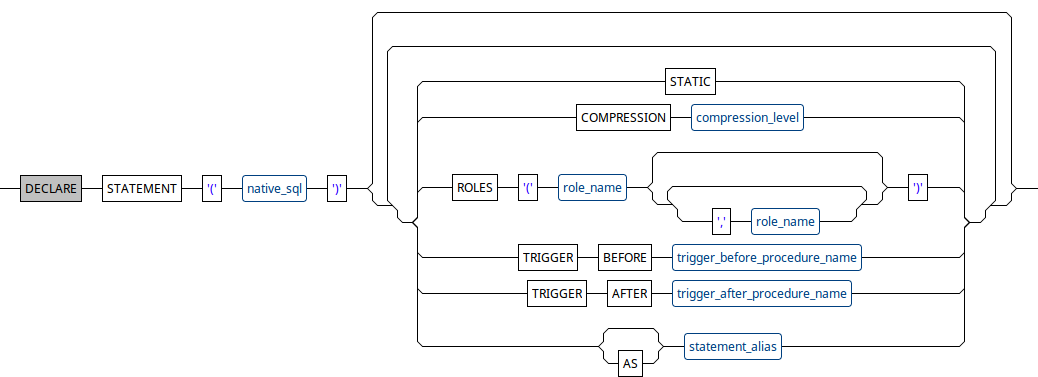 STATIC
COMPRESSION compression_level
DECLARE STATEMENT '(' native_sql ')' ROLES '(' role_name ')'
',' role_name
TRIGGER BEFORE trigger_before_procedure_name
TRIGGER AFTER trigger_after_procedure_name
statement_alias
AS